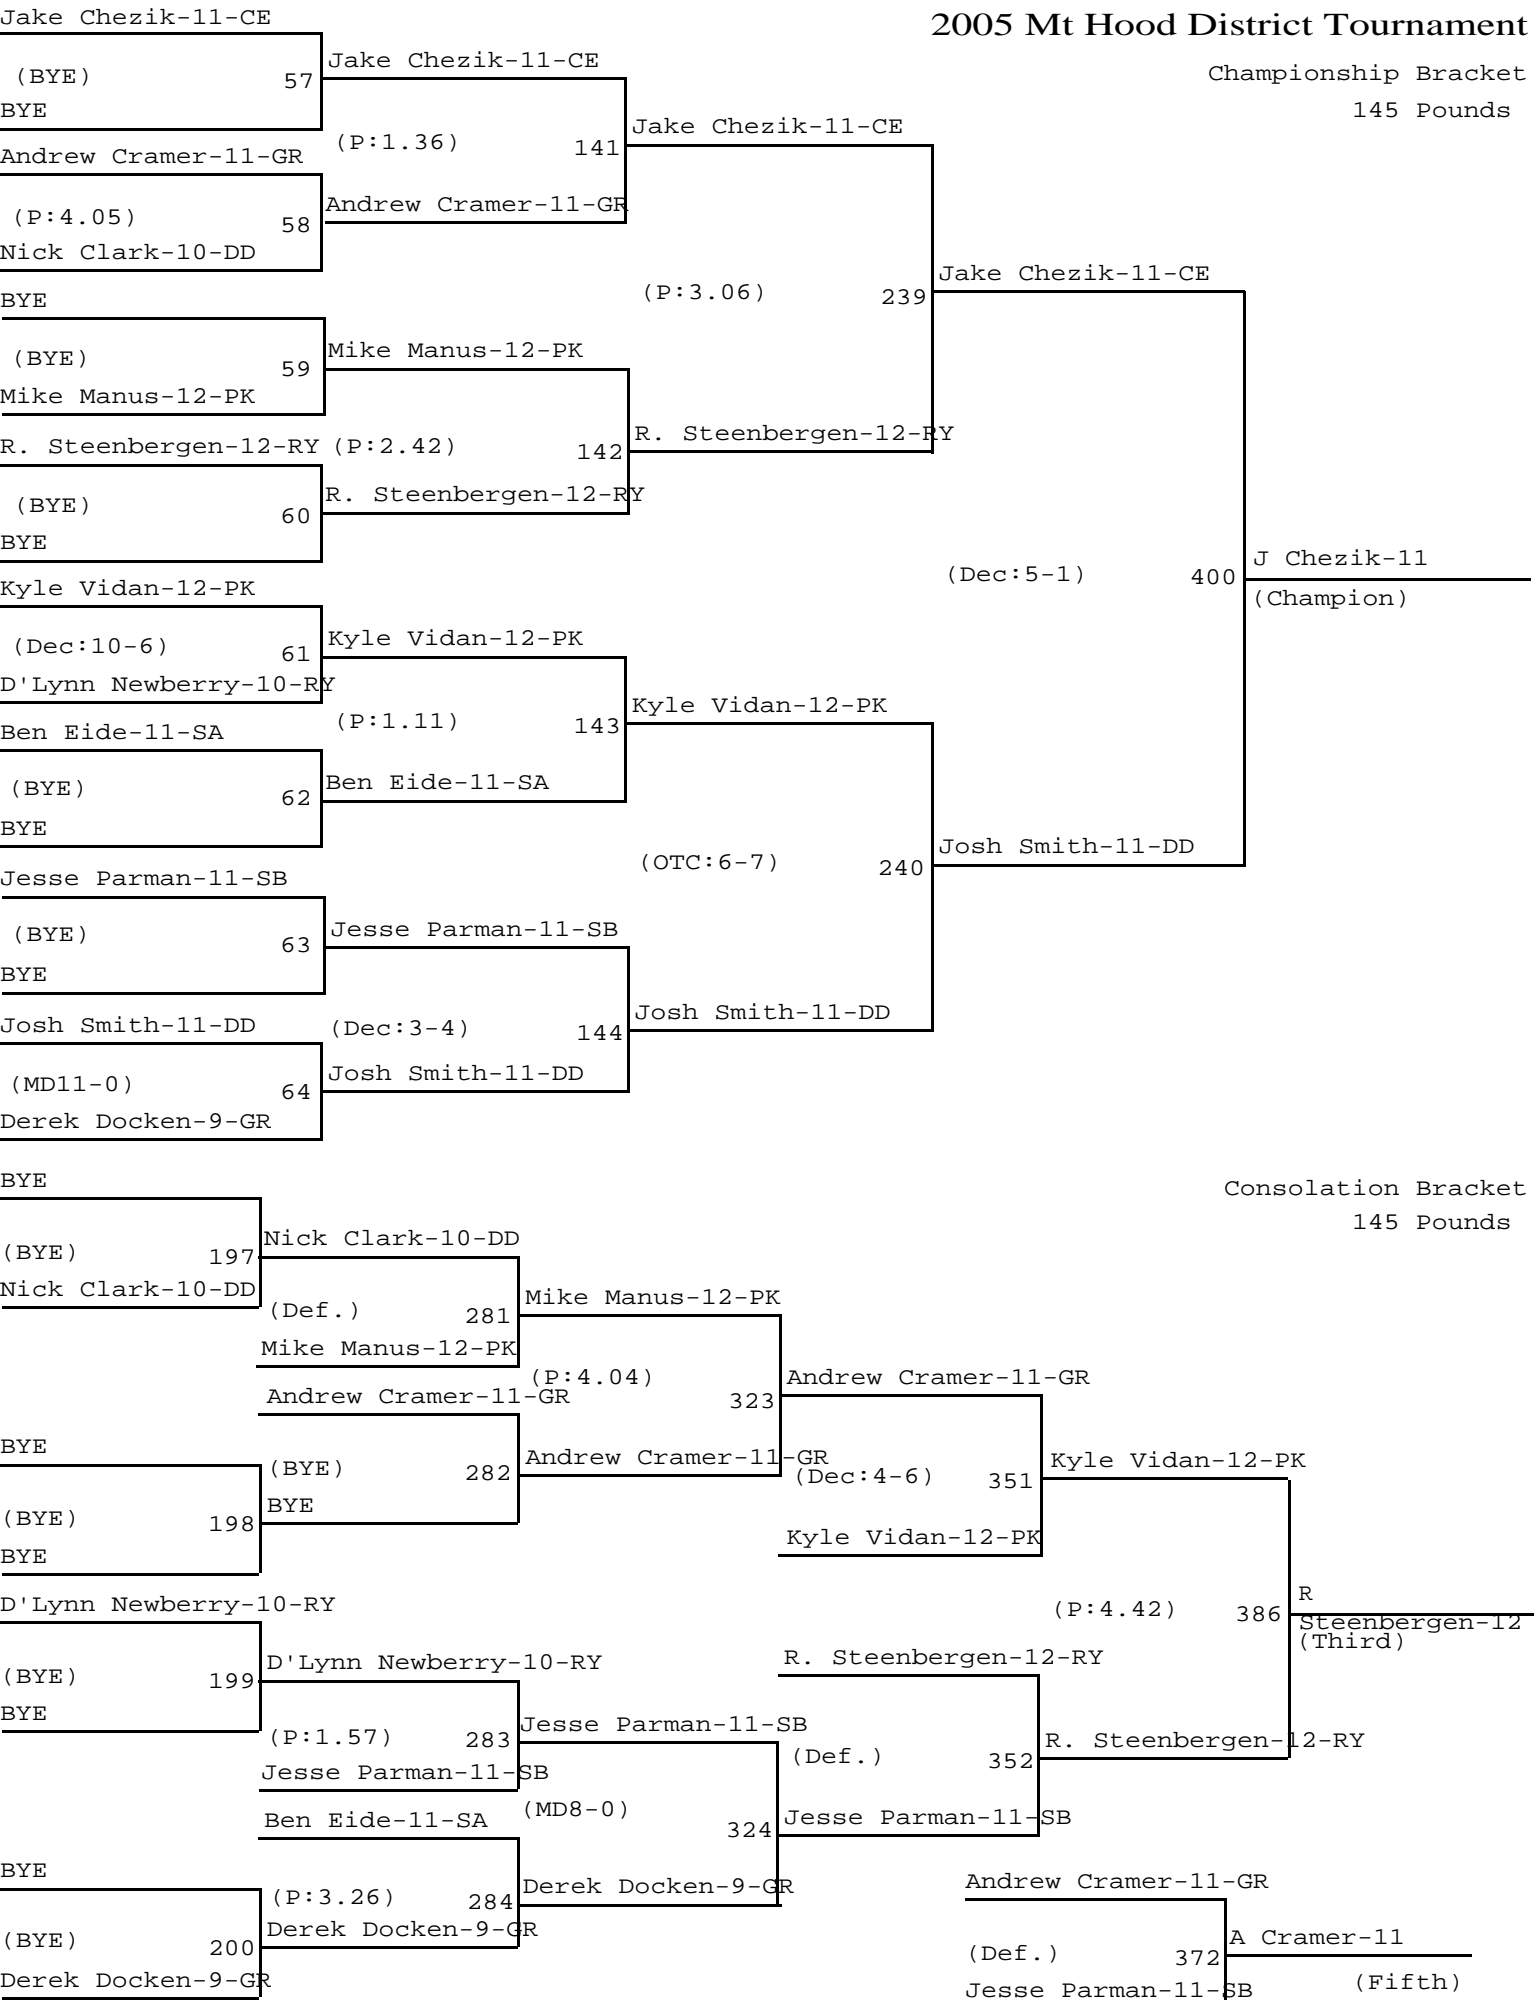 2005 Mt Hood District Tournament
Championship Bracket
145 Pounds
Jake Chezik-11-CE
(BYE)
57
BYE
Andrew Cramer-11-GR
(P:4.05)
58
Nick Clark-10-DD
BYE
(BYE)
59
Mike Manus-12-PK
R. Steenbergen-12-RY
(BYE)
60
BYE
Kyle Vidan-12-PK
(Dec:10-6)
61
D'Lynn Newberry-10-RY
Ben Eide-11-SA
(BYE)
62
BYE
Jesse Parman-11-SB
(BYE)
63
BYE
Josh Smith-11-DD
(MD11-0)
64
Derek Docken-9-GR
Jake Chezik-11-CE
(P:1.36)
141
Andrew Cramer-11-GR
Mike Manus-12-PK
(P:2.42)
142
R. Steenbergen-12-RY
Kyle Vidan-12-PK
(P:1.11)
143
Ben Eide-11-SA
Jesse Parman-11-SB
(Dec:3-4)
144
Josh Smith-11-DD
Jake Chezik-11-CE
(P:3.06)
239
R. Steenbergen-12-RY
Kyle Vidan-12-PK
(OTC:6-7)
240
Josh Smith-11-DD
Jake Chezik-11-CE
(Dec:5-1)
400
Josh Smith-11-DD
J Chezik-11
(Champion)
Consolation Bracket
145 Pounds
BYE
(BYE)
197
Nick Clark-10-DD
BYE
(BYE)
198
BYE
D'Lynn Newberry-10-RY
(BYE)
199
BYE
BYE
(BYE)
200
Derek Docken-9-GR
Nick Clark-10-DD
(Def.)
281
Mike Manus-12-PK
Andrew Cramer-11-GR
(BYE)
282
BYE
D'Lynn Newberry-10-RY
(P:1.57)
283
Jesse Parman-11-SB
Ben Eide-11-SA
(P:3.26)
284
Derek Docken-9-GR
Mike Manus-12-PK
(P:4.04)
323
Andrew Cramer-11-GR
Jesse Parman-11-SB
(MD8-0)
324
Derek Docken-9-GR
Andrew Cramer-11-GR
(Dec:4-6)
351
Kyle Vidan-12-PK
R. Steenbergen-12-RY
(Def.)
352
Jesse Parman-11-SB
Kyle Vidan-12-PK
(P:4.42)
386
R. Steenbergen-12-RY
R
Steenbergen-12
(Third)
Andrew Cramer-11-GR
(Def.)
372
Jesse Parman-11-SB
A Cramer-11
(Fifth)